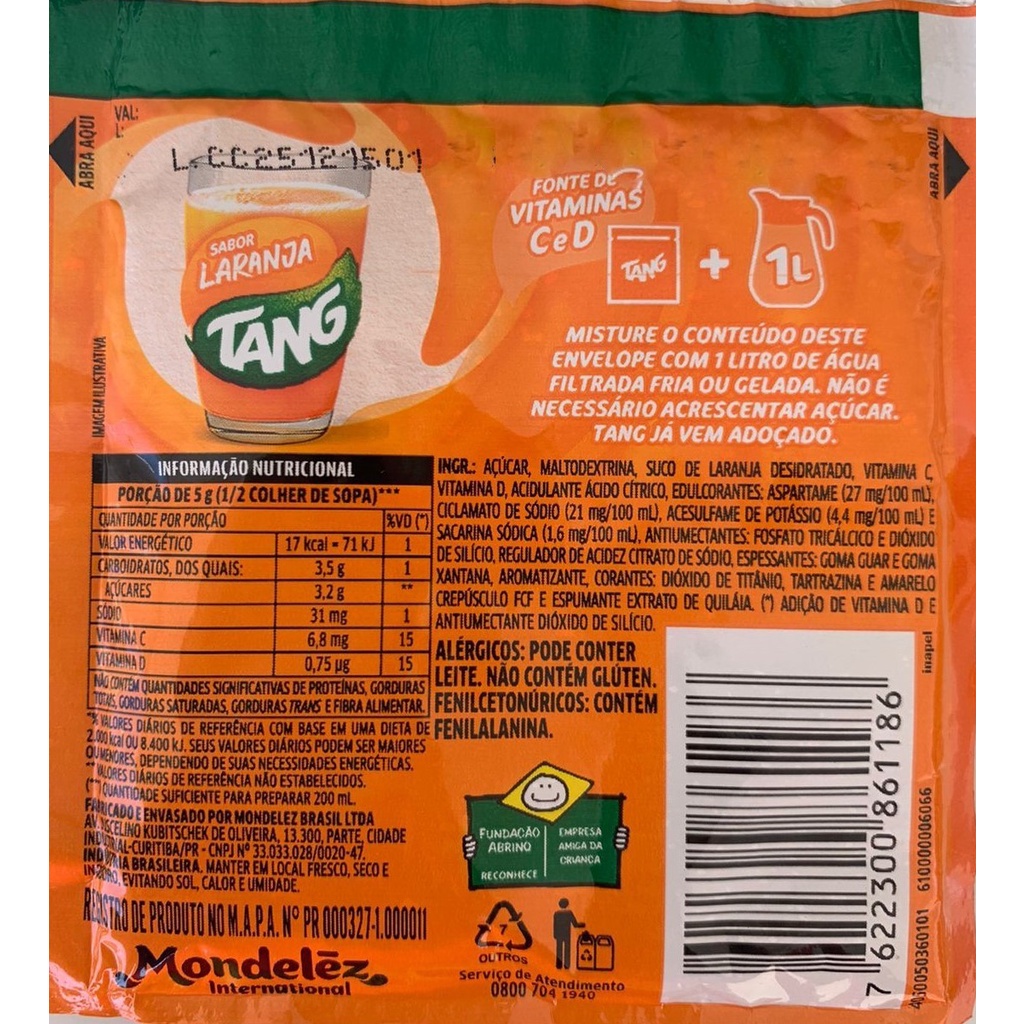 VAL:
L:
L CC25121501
ABRA AQUI
ABRA AQUI
IMAGEM ILUSTRATIVA
SABOR
LARANJA
TANG
FONTE DE
VITAMINAS
C e D
TANG
+
1L
MISTURE O CONTEÚDO DESTE
ENVELOPE COM 1 LITRO DE ÁGUA
FILTRADA FRIA OU GELADA. NÃO É
NECESSÁRIO ACRESCENTAR AÇÚCAR.
TANG JÁ VEM ADOÇADO.
INFORMAÇÃO NUTRICIONAL
PORÇÃO DE 5 g (1/2 COLHER DE SOPA)***
QUANTIDADE POR PORÇÃO %VD (*)
VALOR ENERGÉTICO 17 kcal = 71 kJ 1
CARBOIDRATOS, DOS QUAIS: 3,5 g 1
AÇÚCARES 3,2 g **
SÓDIO 31 mg 1
VITAMINA C 6,8 mg 15
VITAMINA D 0,75 µg 15
NÃO CONTÉM QUANTIDADES SIGNIFICATIVAS DE PROTEÍNAS, GORDURAS
TOTAIS, GORDURAS SATURADAS, GORDURAS TRANS E FIBRA ALIMENTAR.
*% VALORES DIÁRIOS DE REFERÊNCIA COM BASE EM UMA DIETA DE
2.000 kcal OU 8.400 kJ. SEUS VALORES DIÁRIOS PODEM SER MAIORES
OU MENORES, DEPENDENDO DE SUAS NECESSIDADES ENERGÉTICAS.
** VALORES DIÁRIOS DE REFERÊNCIA NÃO ESTABELECIDOS.
(***) QUANTIDADE SUFICIENTE PARA PREPARAR 200 mL.
FABRICADO E ENVASADO POR MONDELEZ BRASIL LTDA
AV. JUSCELINO KUBITSCHEK DE OLIVEIRA, 13.300, PARTE, CIDADE
INDUSTRIAL-CURITIBA/PR - CNPJ Nº 33.033.028/0020-47.
INDÚSTRIA BRASILEIRA. MANTER EM LOCAL FRESCO, SECO E
INODORO, EVITANDO SOL, CALOR E UMIDADE.
REGISTRO DE PRODUTO NO M.A.P.A. Nº PR 000327-1.000011
Mondelēz
International
INGR.: AÇÚCAR, MALTODEXTRINA, SUCO DE LARANJA DESIDRATADO, VITAMINA C,
VITAMINA D, ACIDULANTE ÁCIDO CÍTRICO, EDULCORANTES: ASPARTAME (27 mg/100 mL),
CICLAMATO DE SÓDIO (21 mg/100 mL), ACESULFAME DE POTÁSSIO (4,4 mg/100 mL) E
SACARINA SÓDICA (1,6 mg/100 mL), ANTIUMECTANTES: FOSFATO TRICÁLCICO E DIÓXIDO
DE SILÍCIO, REGULADOR DE ACIDEZ CITRATO DE SÓDIO, ESPESSANTES: GOMA GUAR E GOMA
XANTANA, AROMATIZANTE, CORANTES: DIÓXIDO DE TITÂNIO, TARTRAZINA E AMARELO
CREPÚSCULO FCF E ESPUMANTE EXTRATO DE QUILÁIA. (*) ADIÇÃO DE VITAMINA D E
ANTIUMECTANTE DIÓXIDO DE SILÍCIO.
ALÉRGICOS: PODE CONTER
LEITE. NÃO CONTÉM GLÚTEN.
FENILCETONÚRICOS: CONTÉM
FENILALANINA.
FUNDAÇÃO
ABRINQ
RECONHECE
EMPRESA
AMIGA DA
CRIANÇA
7
OUTROS
Serviço de Atendimento
0800 704 1940
7 622300 861186
inapel
610000006066
4030050360101